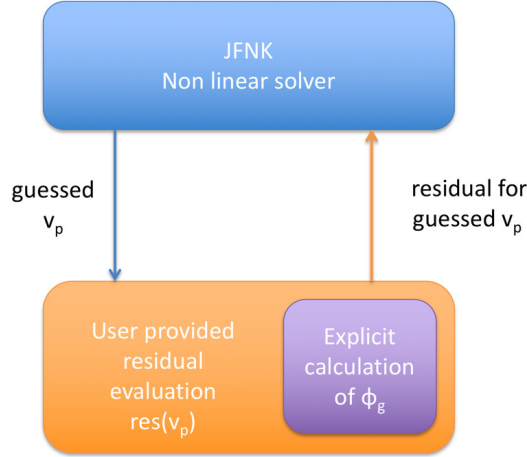 JFNK
Non linear solver
guessed
vₚ
residual for
guessed vₚ
User provided
residual
evaluation
res(vₚ)
Explicit
calculation
of ϕg